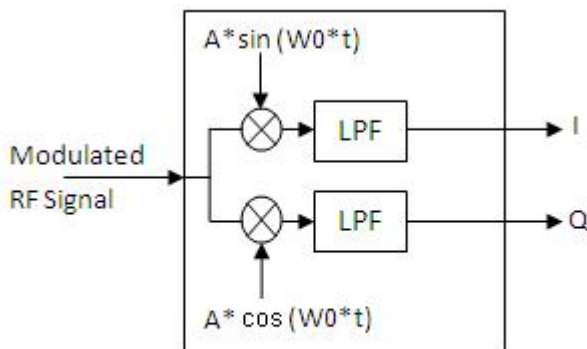 A* sin (W0*t)
LPF
I
Modulated
RF Signal
LPF
Q
A* cos (W0*t)